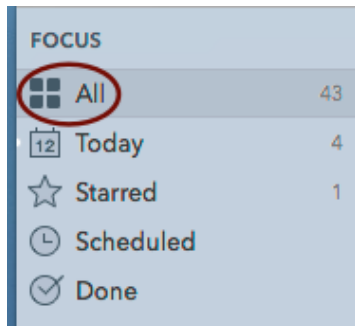 FOCUS
All 43
12 Today 4
Starred 1
Scheduled
Done